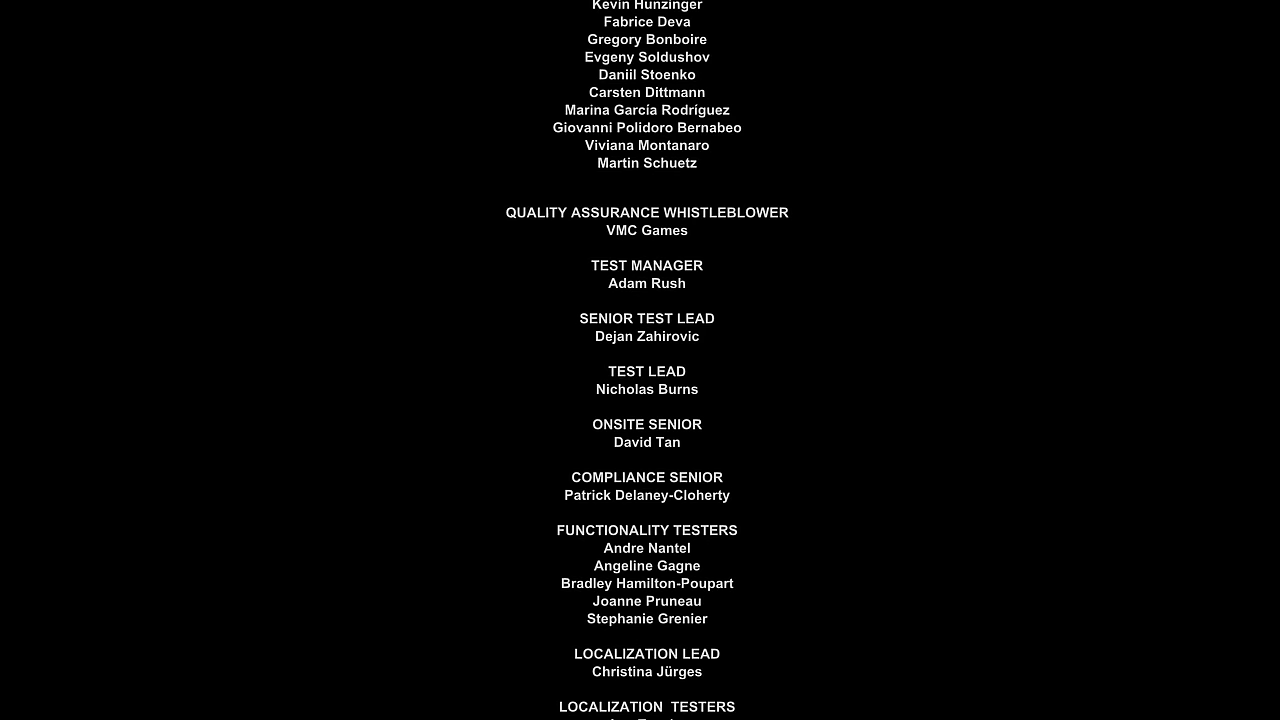 Kevin Hunzinger
Fabrice Deva
Gregory Bonboire
Evgeny Soldushov
Daniil Stoenko
Carsten Dittmann
Marina García Rodríguez
Giovanni Polidoro Bernabeo
Viviana Montanaro
Martin Schuetz
QUALITY ASSURANCE WHISTLEBLOWER
VMC Games
TEST MANAGER
Adam Rush
SENIOR TEST LEAD
Dejan Zahirovic
TEST LEAD
Nicholas Burns
ONSITE SENIOR
David Tan
COMPLIANCE SENIOR
Patrick Delaney-Cloherty
FUNCTIONALITY TESTERS
Andre Nantel
Angeline Gagne
Bradley Hamilton-Poupart
Joanne Pruneau
Stephanie Grenier
LOCALIZATION LEAD
Christina Jürges
LOCALIZATION  TESTERS